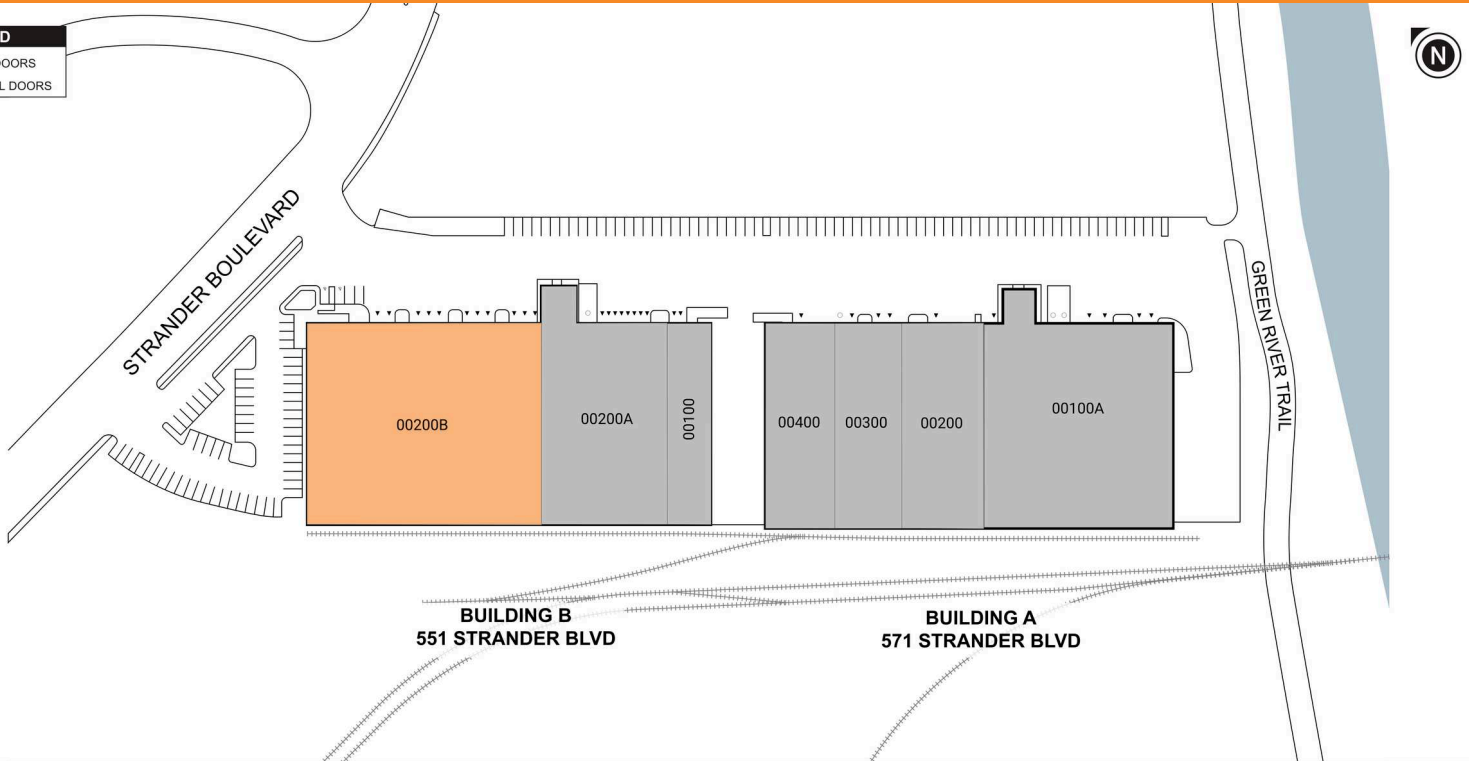 D
DOORS
L DOORS
N
STRANDER BOULEVARD
GREEN RIVER TRAIL
00200B
00200A
00100
00400
00300
00200
00100A
BUILDING B
551 STRANDER BLVD
BUILDING A
571 STRANDER BLVD